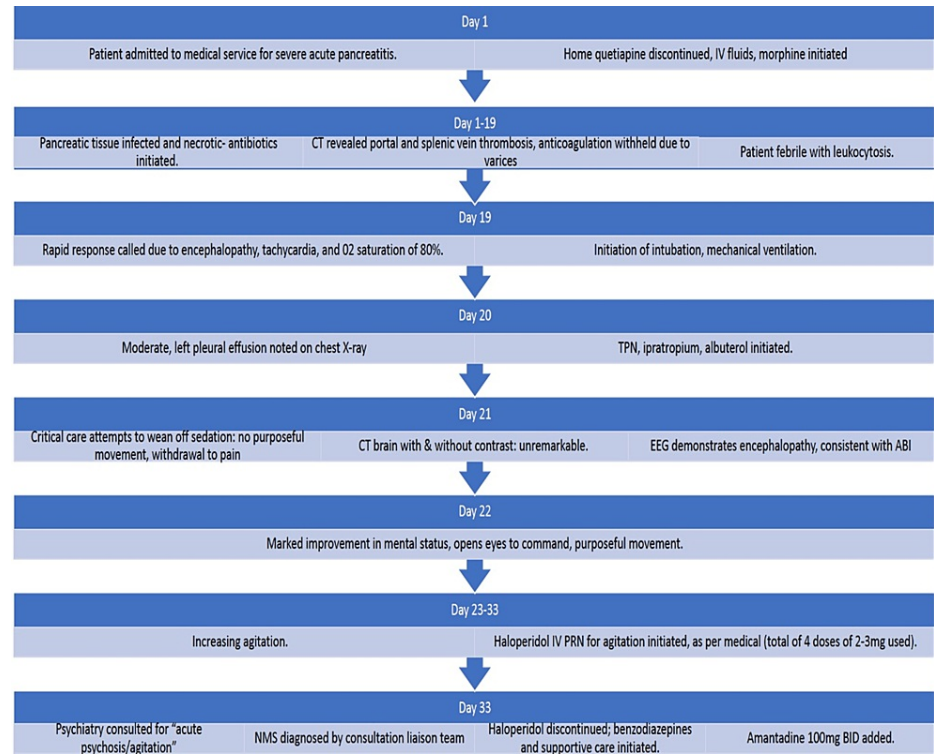 Day 1
Patient admitted to medical service for severe acute pancreatitis.
Home quetiapine discontinued, IV fluids, morphine initiated
Day 1-19
Pancreatic tissue infected and necrotic- antibiotics
initiated.
CT revealed portal and splenic vein thrombosis, anticoagulation withheld due to
varices
Patient febrile with leukocytosis.
Day 19
Rapid response called due to encephalopathy, tachycardia, and 02 saturation of 80%.
Initiation of intubation, mechanical ventilation.
Day 20
Moderate, left pleural effusion noted on chest X-ray
TPN, ipratropium, albuterol initiated.
Day 21
Critical care attempts to wean off sedation: no purposeful
movement, withdrawal to pain
CT brain with & without contrast: unremarkable.
EEG demonstrates encephalopathy, consistent with ABI
Day 22
Marked improvement in mental status, opens eyes to command, purposeful movement.
Day 23-33
Increasing agitation.
Haloperidol IV PRN for agitation initiated, as per medical (total of 4 doses of 2-3mg used).
Day 33
Psychiatry consulted for "acute
psychosis/agitation"
NMS diagnosed by consultation liaison team
Haloperidol discontinued; benzodiazepines
and supportive care initiated.
Amantadine 100mg BID added.